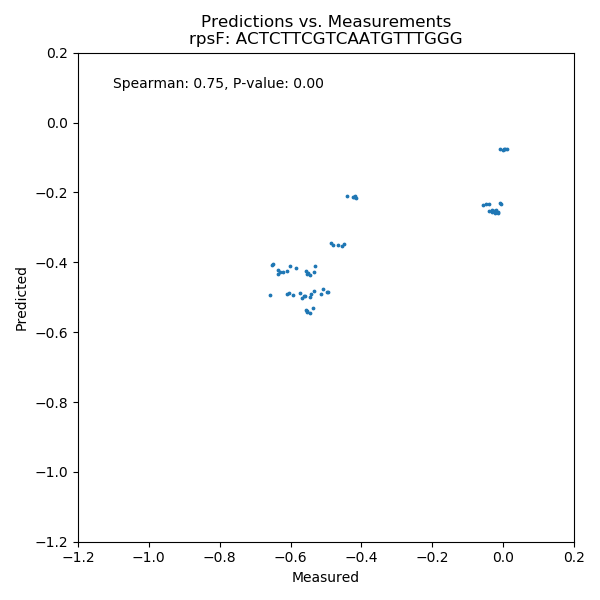 Predictions vs. Measurements
rpsF: ACTCTTCGTCAATGTTTGGG
Spearman: 0.75, P-value: 0.00
0.2
0.0
−0.2
−0.4
−0.6
−0.8
−1.0
−1.2
Predicted
−1.2 −1.0 −0.8 −0.6 −0.4 −0.2 0.0 0.2
Measured